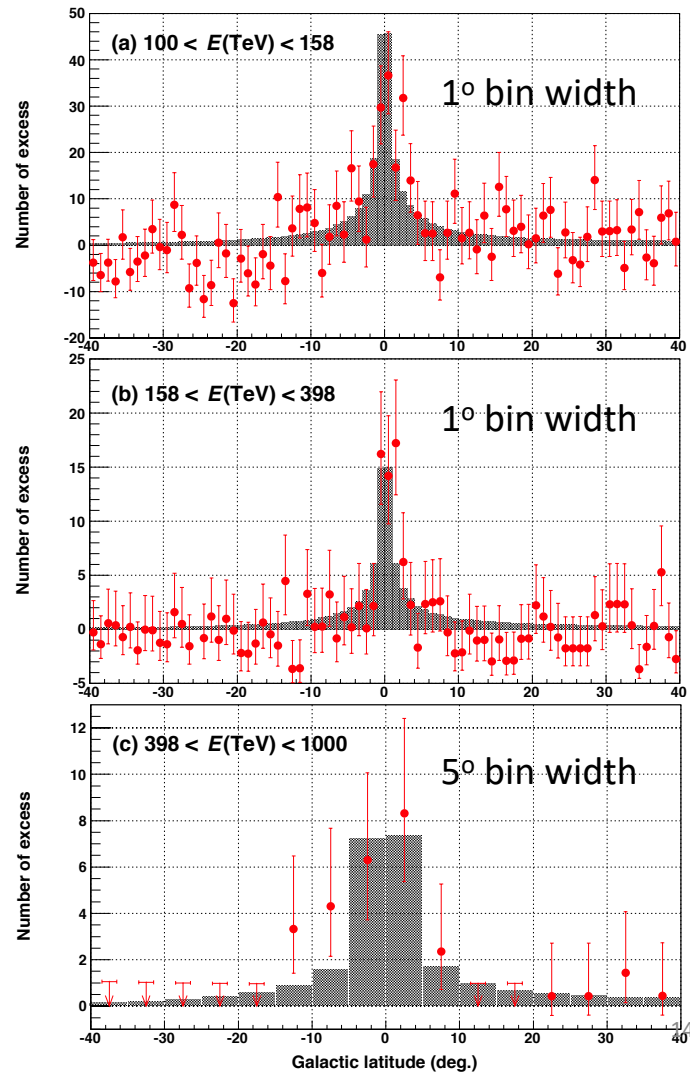 50
(a) 100 < E(TeV) < 158
40
1º bin width
30
20
10
0
-10
-20
Number of excess
-40 -30 -20 -10 0 10 20 30 40
25
(b) 158 < E(TeV) < 398
20
1º bin width
15
10
5
0
-5
Number of excess
-40 -30 -20 -10 0 10 20 30 40
(c) 398 < E(TeV) < 1000
12
5º bin width
10
8
6
4
2
0
Number of excess
-40 -30 -20 -10 0 10 20 30 40
14
Galactic latitude (deg.)